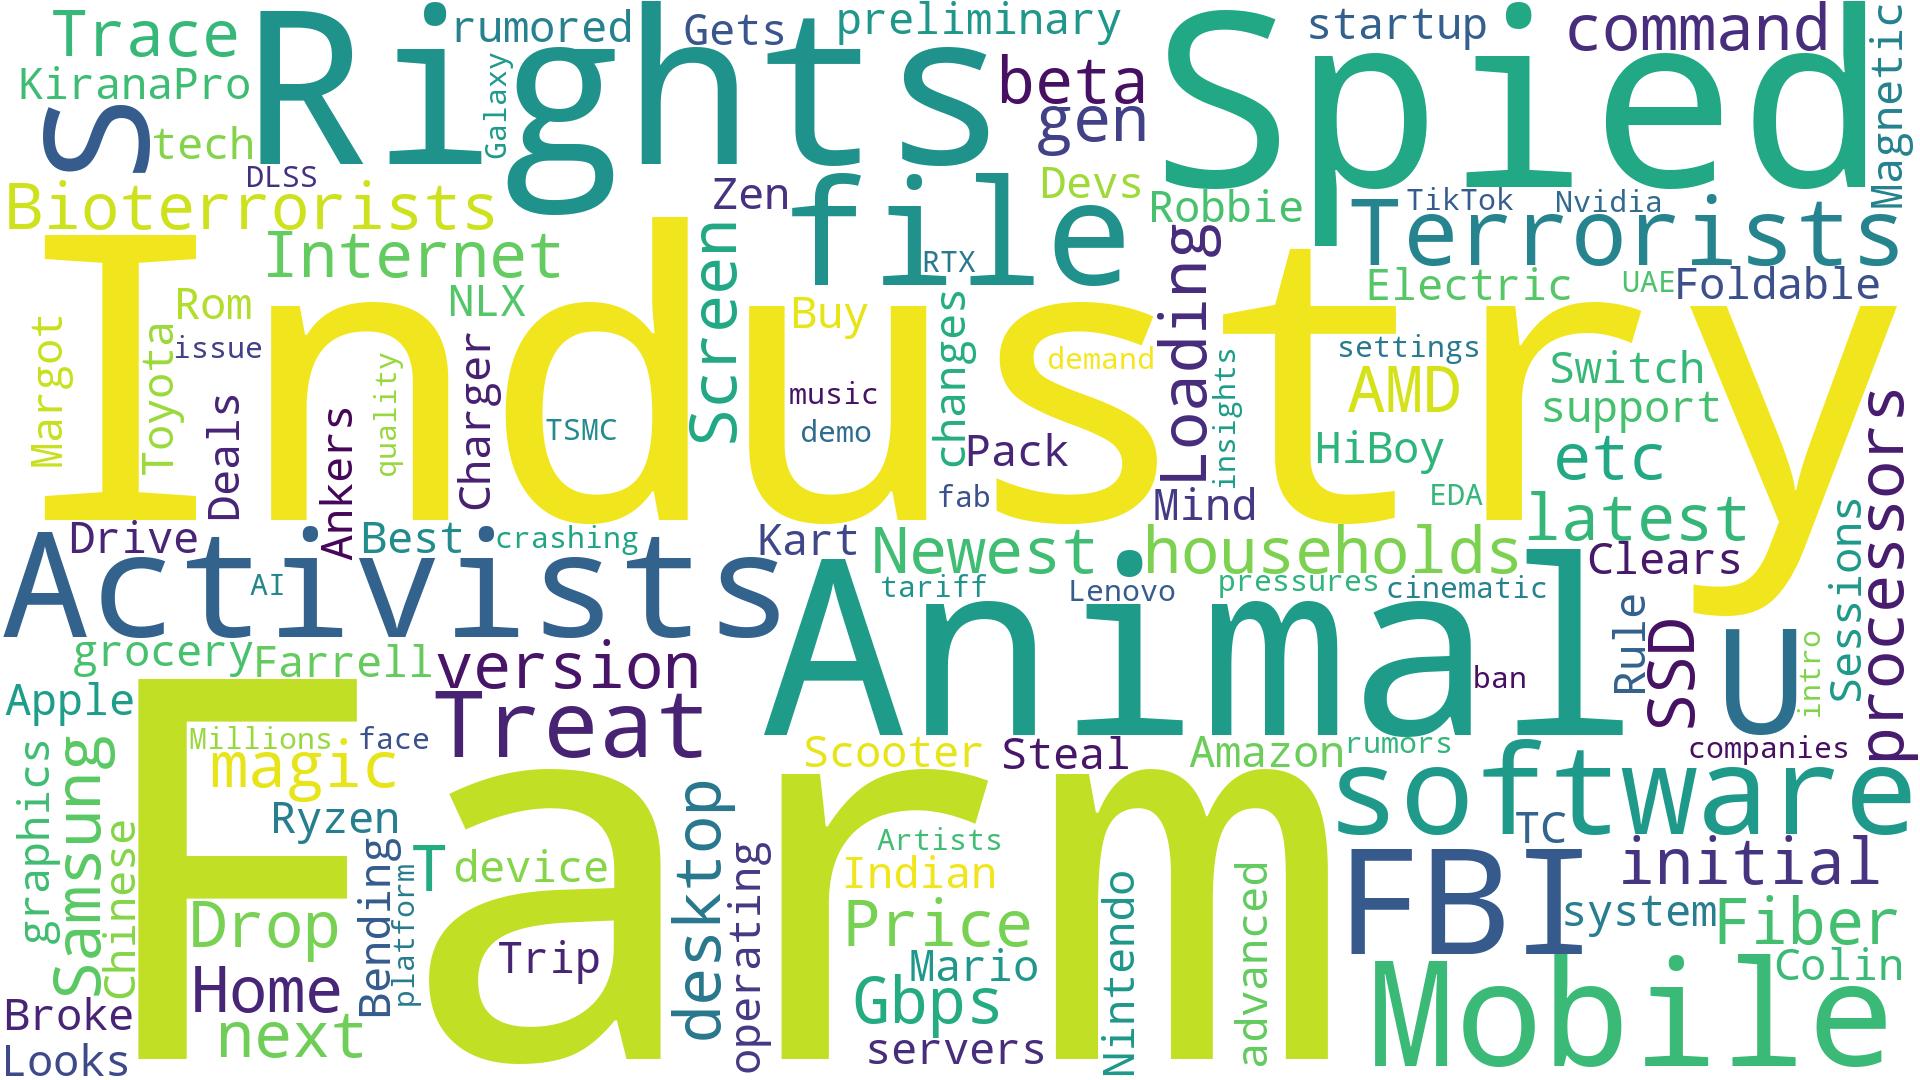 Trace
Rights
rumored
Gets
preliminary
Spied
startup
command
Magnetic
KiranaPro
Galaxy
beta
gen
S
tech
DLSS
Bioterrorists
Zen
file
Devs
Robbie
TikTok
Nvidia
Terrorists
Industry
Internet
Screen
RTX
Loading
Electric
UAE
Foldable
Rom
NLX
Buy
changes
Margot
Toyota
issue
Deals
Ankers
quality
Charger
TSMC
music
demo
demand
insights
settings
AMD
Switch
support
HiBoy
etc
Pack
fab
Mind
EDA
latest
processors
Drive
Best
crashing
Kart
Newest
households
Clears
Sessions
Activists
AI
Animal
tariff
Lenovo
pressures
cinematic
grocery
Farrell
version
ban
Rule
SSD
U
intro
Apple
Farm
Treat
Millions
face
magic
Scooter
Steal
Amazon
rumors
companies
software
graphics
Samsung
Chinese
Ryzen
Bending
platform
T
device
desktop
operating
Artists
Indian
Nintendo
advanced
TC
FBI
initial
Drop
Trip
Price
system
Fiber
Home
Mario
Colin
Mobile
Broke
next
Gbps
servers
Looks